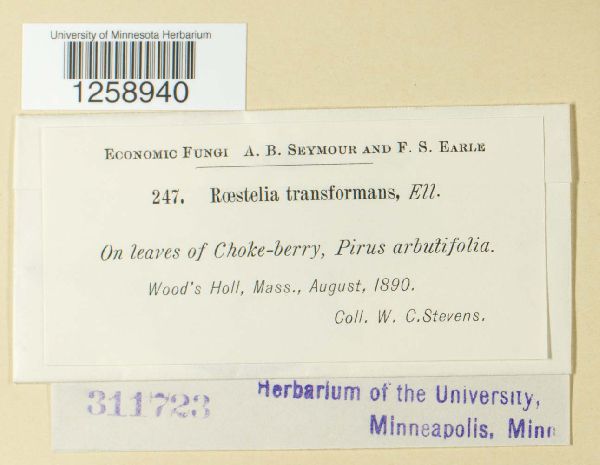 University of Minnesota Herbarium
1258940
Economic Fungi A. B. Seymour and F. S. Earle
247. Rœstelia transformans, Ell.
On leaves of Choke-berry, Pirus arbutifolia.
Wood's Holl, Mass., August, 1890.
Coll. W. C. Stevens.
311723
Herbarium of the University,
Minneapolis, Minn